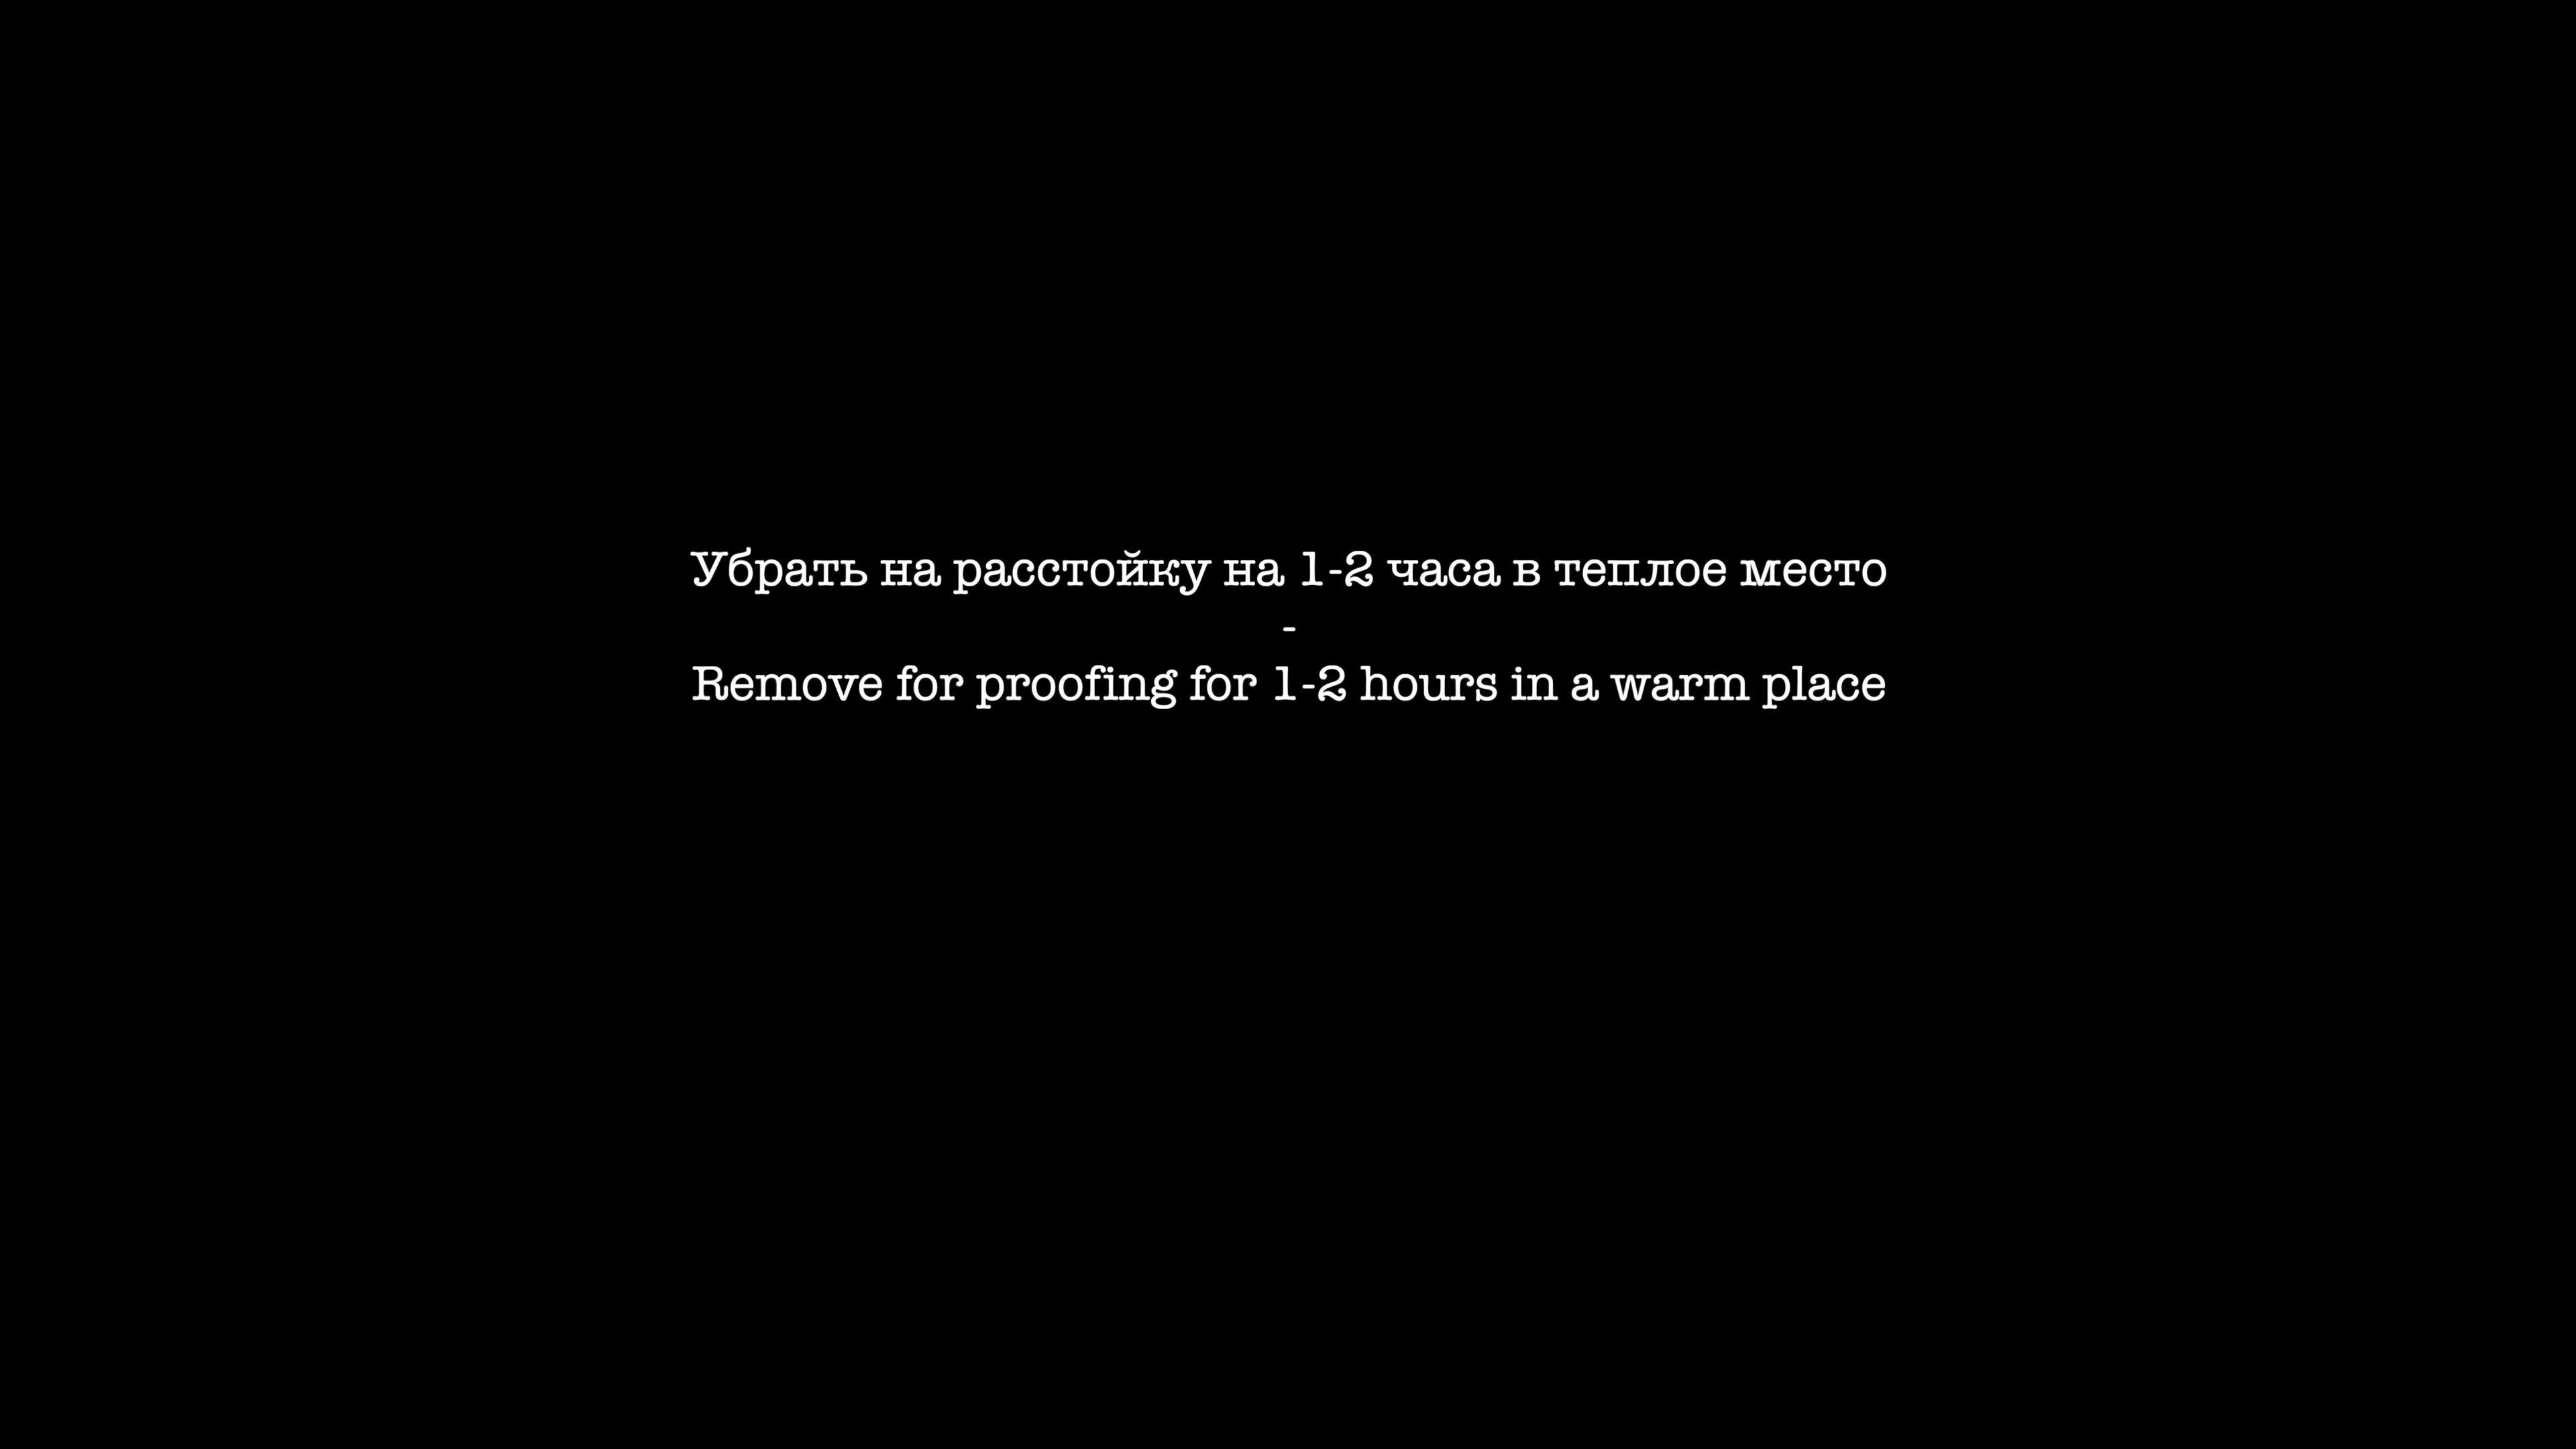 Убрать на расстойку на 1-2 часа в теплое место
-
Remove for proofing for 1-2 hours in a warm place